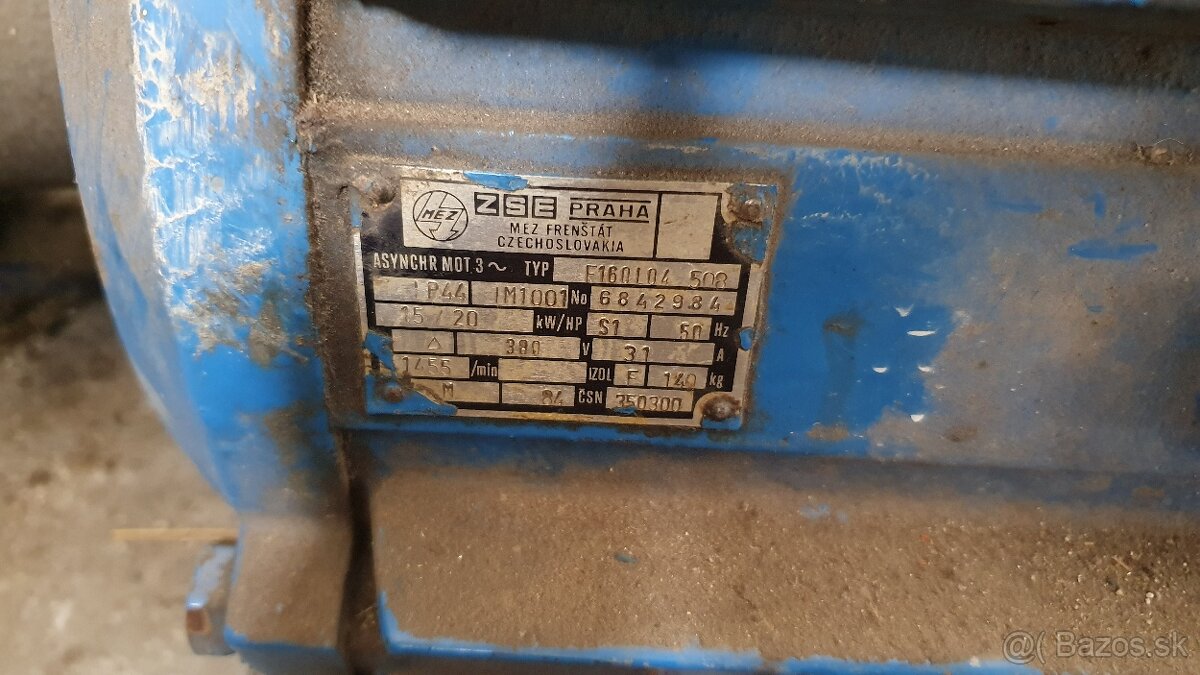 MEZ ZSE PRAHA
MEZ FRENŠTÁT
CZECHOSLOVAKIA
ASYNCHR MOT 3~ TYP F160L04 508
IP44 IM1001 No 6842984
15/20 kW/HP S1 50 Hz
△ 380 V 31 A
1455 /min IZOL F 140 kg
M 84 ČSN 350300
@( Bazos.sk